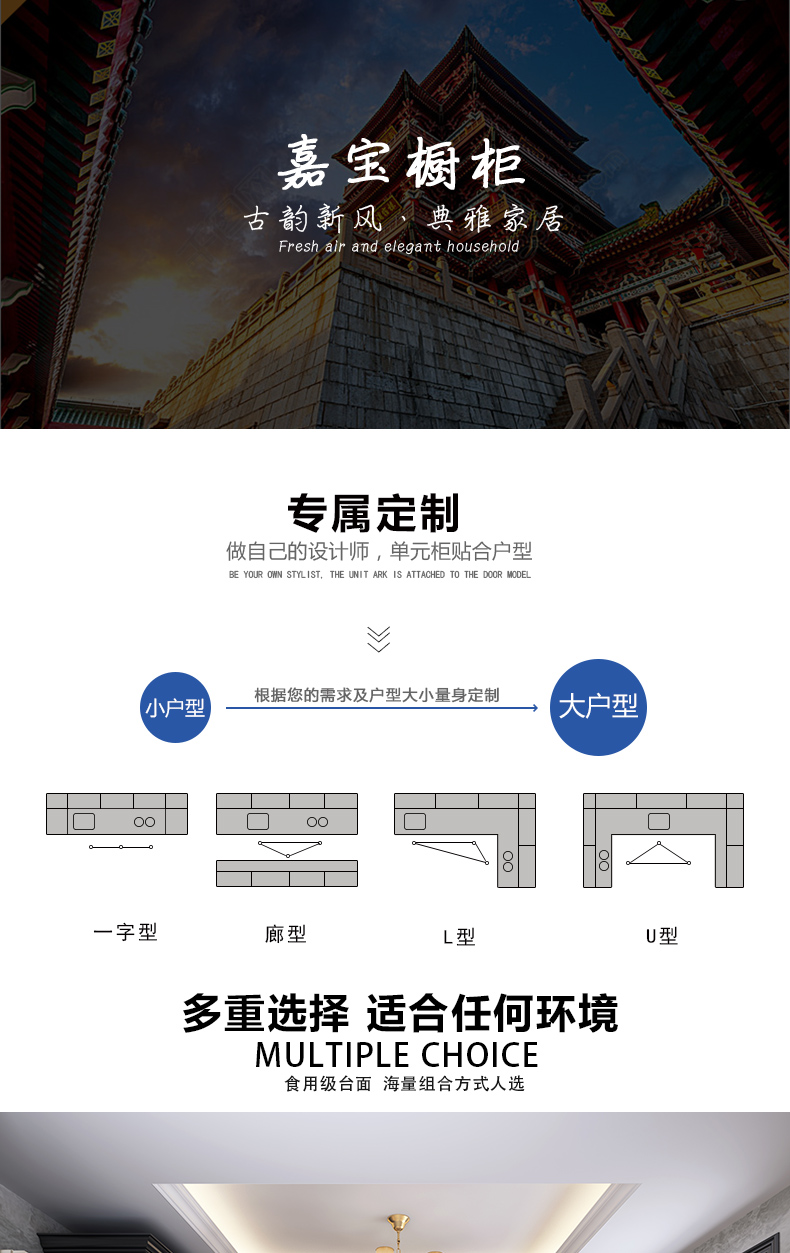 嘉宝橱柜
古韵新风·典雅家居
Fresh air and elegant household
专属定制
做自己的设计师，单元柜贴合户型
BE YOUR OWN STYLIST, THE UNIT ARK IS ATTACHED TO THE DOOR MODEL
小户型
根据您的需求及户型大小量身定制
大户型
一字型
廊型
L型
U型
多重选择 适合任何环境
MULTIPLE CHOICE
食用级台面 海量组合方式人选